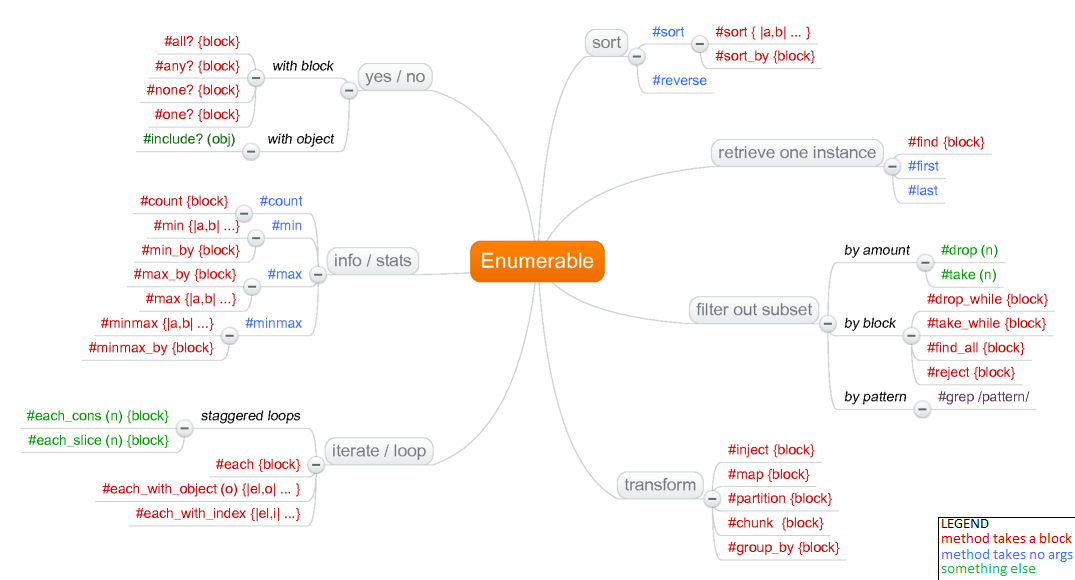 Enumerable
yes / no
with block
#all? {block}
#any? {block}
#none? {block}
#one? {block}
with object
#include? (obj)
info / stats
#count
#count {block}
#min
#min {|a,b| ...}
#min_by {block}
#max
#max_by {block}
#max {|a,b| ...}
#minmax
#minmax {|a,b| ...}
#minmax_by {block}
iterate / loop
staggered loops
#each_cons (n) {block}
#each_slice (n) {block}
#each {block}
#each_with_object (o) {|el,o| ... }
#each_with_index {|el,i| ...}
sort
#sort
#sort { |a,b| ... }
#sort_by {block}
#reverse
retrieve one instance
#find {block}
#first
#last
filter out subset
by amount
#drop (n)
#take (n)
by block
#drop_while {block}
#take_while {block}
#find_all {block}
#reject {block}
by pattern
#grep /pattern/
transform
#inject {block}
#map {block}
#partition {block}
#chunk {block}
#group_by {block}
LEGEND
method takes a block
method takes no args
something else